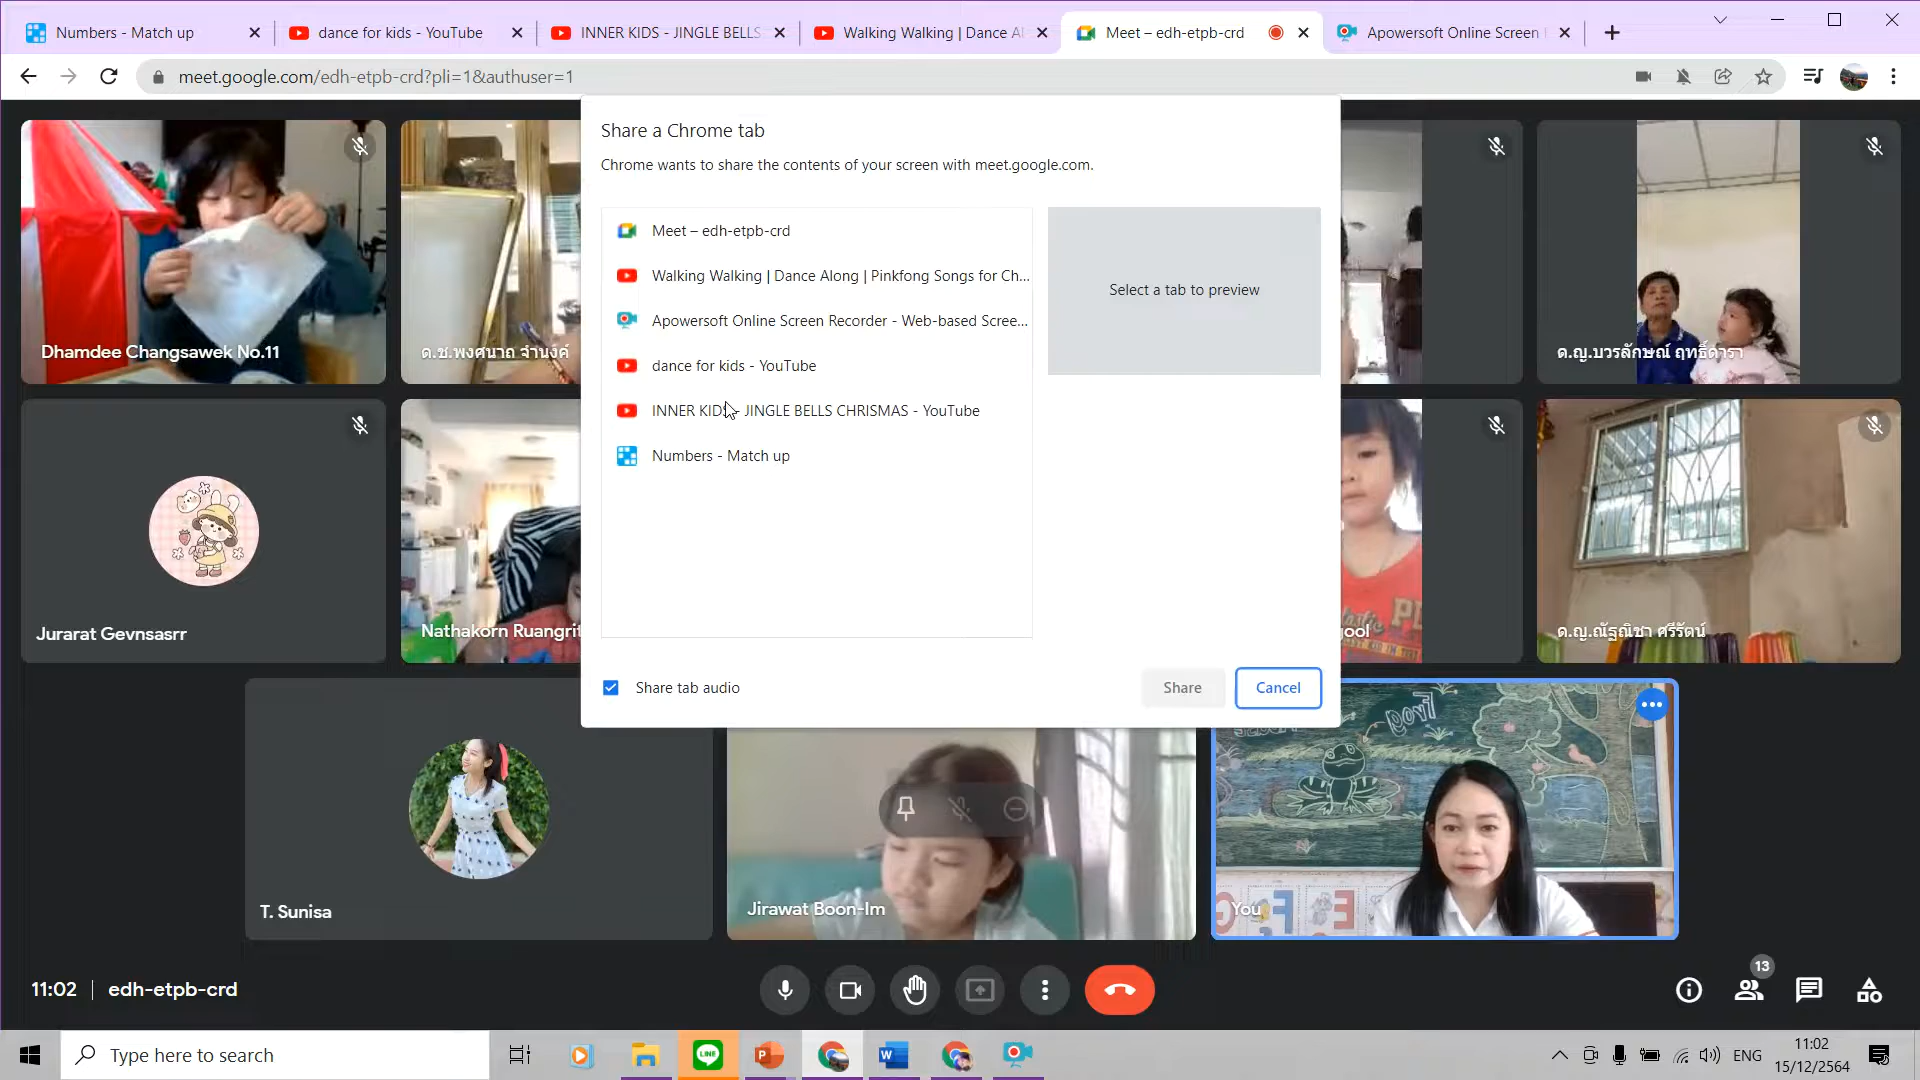 Numbers - Match up
dance for kids - YouTube
INNER KIDS - JINGLE BELLS
Walking Walking | Dance Al
Meet – edh-etpb-crd
Apowersoft Online Screen
meet.google.com/edh-etpb-crd?pli=1&authuser=1
Share a Chrome tab
Chrome wants to share the contents of your screen with meet.google.com.
Meet – edh-etpb-crd
Walking Walking | Dance Along | Pinkfong Songs for Ch...
Apowersoft Online Screen Recorder - Web-based Scree...
dance for kids - YouTube
INNER KIDS - JINGLE BELLS CHRISMAS - YouTube
Numbers - Match up
Select a tab to preview
Share tab audio
Share
Cancel
Dhamdee Changsawek No.11
ด.ช.พงศนาถ จำนงค์
ด.ญ.บวรลักษณ์ ฤทธิ์ดารา
Jurarat Gevnsasrr
Nathakorn Ruangrit
ool
ด.ญ.ณัฐณิชา ศรีรัตน์
T. Sunisa
Jirawat Boon-Im
Frog
You
11:02
edh-etpb-crd
13
Type here to search
LINE
ENG
11:02
15/12/2564